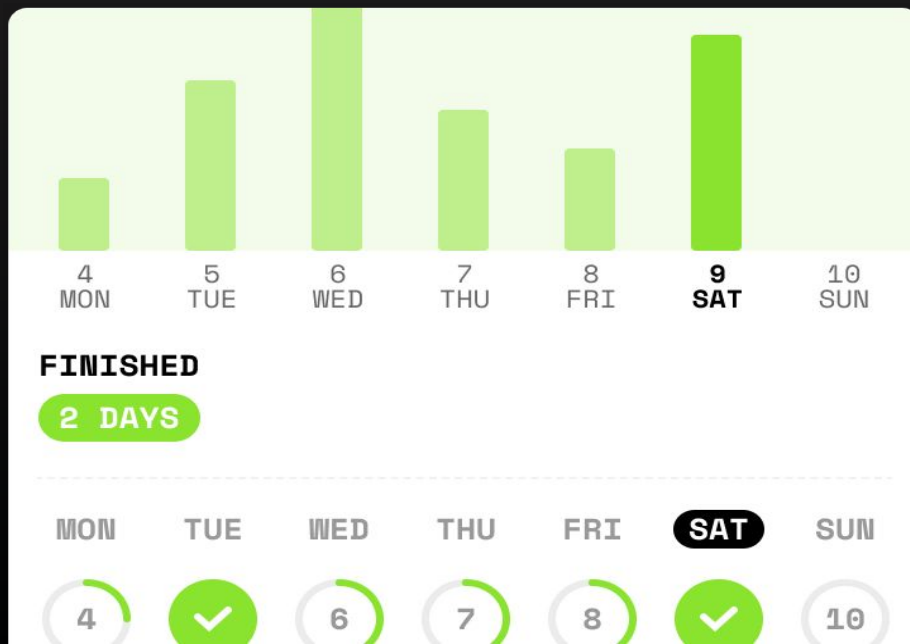 4 5 6 7 8 9 10
MON TUE WED THU FRI SAT SUN
FINISHED
2 DAYS
MON TUE WED THU FRI SAT SUN
4 6 7 8 10